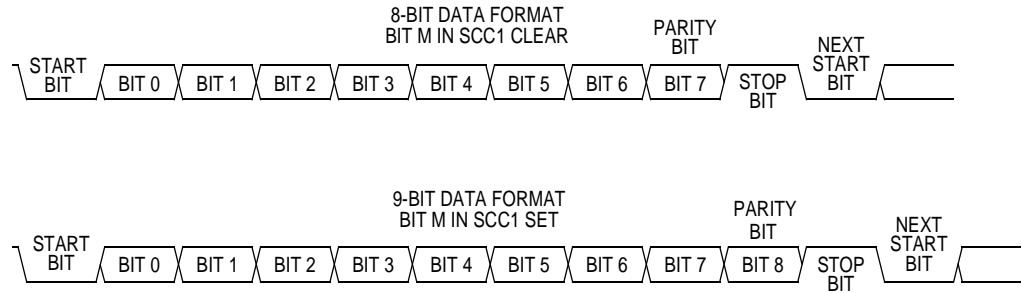 8-BIT DATA FORMAT
BIT M IN SCC1 CLEAR
PARITY
BIT
NEXT
START
BIT
START
BIT
BIT 0
BIT 1
BIT 2
BIT 3
BIT 4
BIT 5
BIT 6
BIT 7
STOP
BIT
9-BIT DATA FORMAT
BIT M IN SCC1 SET
PARITY
BIT
NEXT
START
BIT
START
BIT
BIT 0
BIT 1
BIT 2
BIT 3
BIT 4
BIT 5
BIT 6
BIT 7
BIT 8
STOP
BIT